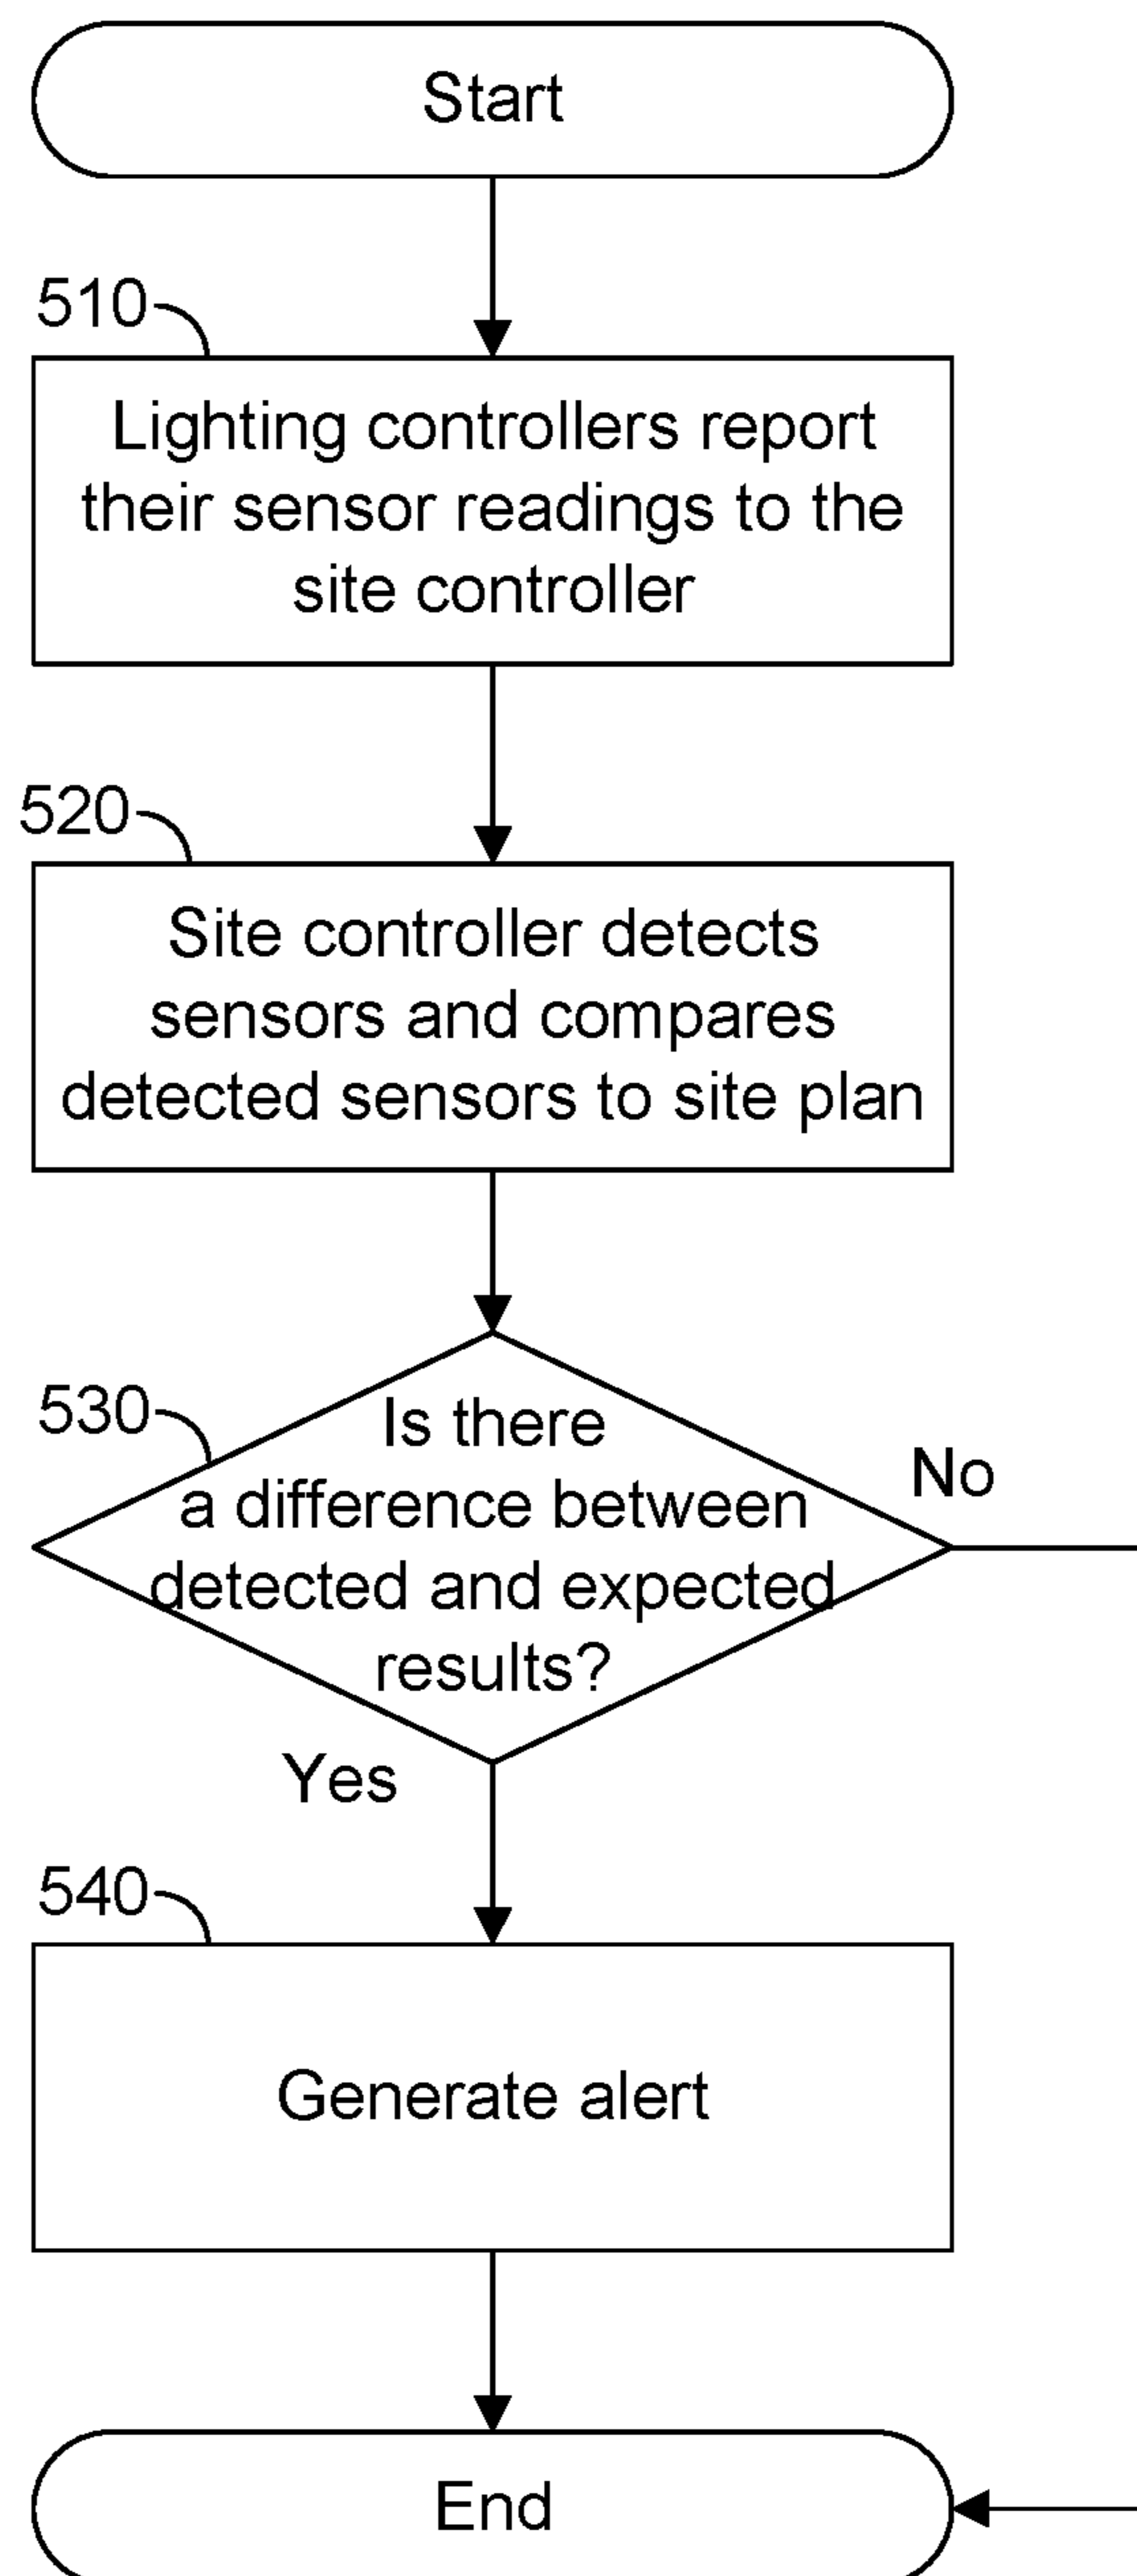 Start
510
Lighting controllers report
their sensor readings to the
site controller
520
Site controller detects
sensors and compares
detected sensors to site plan
530
Is there
a difference between
detected and expected
results?
No
Yes
540
Generate alert
End